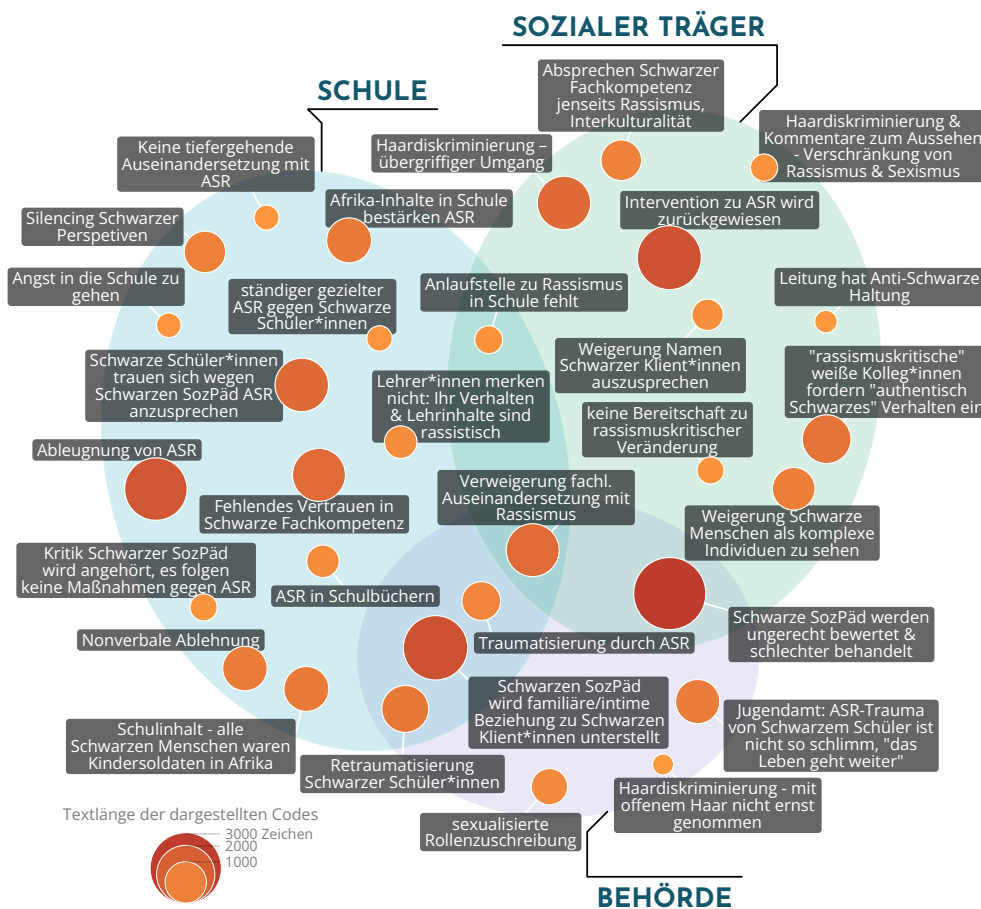 SOZIALER TRÄGER
SCHULE
Absprechen Schwarzer
Fachkompetenz
jenseits Rassismus,
Interkulturalität
Haardiskriminierung &
Kommentare zum Aussehen
- Verschränkung von
Rassismus & Sexismus
Keine tiefergehende
Auseinandersetzung mit
ASR
Haardiskriminierung –
übergriffiger Umgang
Silencing Schwarzer
Perspetiven
Afrika-Inhalte in Schule
bestärken ASR
Intervention zu ASR wird
zurückgewiesen
Angst in die Schule zu
gehen
ständiger gezielter
ASR gegen Schwarze
Schüler*innen
Anlaufstelle zu Rassismus
in Schule fehlt
Leitung hat Anti-Schwarze
Haltung
Schwarze Schüler*innen
trauen sich wegen
Schwarzen SozPäd ASR
anzusprechen
Lehrer*innen merken
nicht: Ihr Verhalten
& Lehrinhalte sind
rassistisch
Weigerung Namen
Schwarzer Klient*innen
auszusprechen
"rassismuskritische"
weiße Kolleg*innen
fordern "authentisch
Schwarzes" Verhalten ein
keine Bereitschaft zu
rassismuskritischer
Veränderung
Ableugnung von ASR
Fehlendes Vertrauen in
Schwarze Fachkompetenz
Verweigerung fachl.
Auseinandersetzung mit
Rassismus
Weigerung Schwarze
Menschen als komplexe
Individuen zu sehen
Kritik Schwarzer SozPäd
wird angehört, es folgen
keine Maßnahmen gegen ASR
ASR in Schulbüchern
Nonverbale Ablehnung
Traumatisierung durch ASR
Schwarze SozPäd werden
ungerecht bewertet &
schlechter behandelt
Schwarzen SozPäd
wird familiäre/intime
Beziehung zu Schwarzen
Klient*innen unterstellt
Schulinhalt - alle
Schwarzen Menschen waren
Kindersoldaten in Afrika
Retraumatisierung
Schwarzer Schüler*innen
Jugendamt: ASR-Trauma
von Schwarzem Schüler ist
nicht so schlimm, "das
Leben geht weiter"
Haardiskriminierung - mit
offenem Haar nicht ernst
genommen
sexualisierte
Rollenzuschreibung
Textlänge der dargestellten Codes
3000 Zeichen
2000
1000
BEHÖRDE